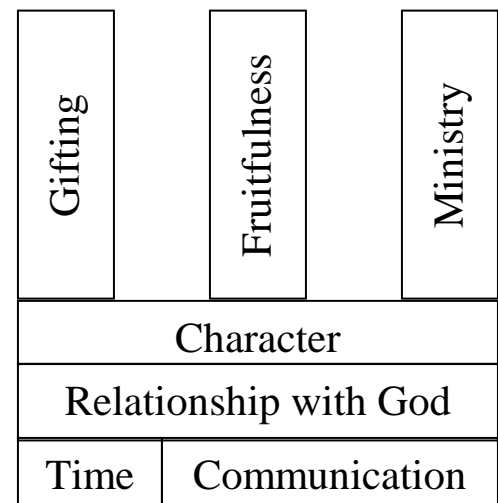 Gifting
Fruitfulness
Ministry
Character
Relationship with God
Time Communication